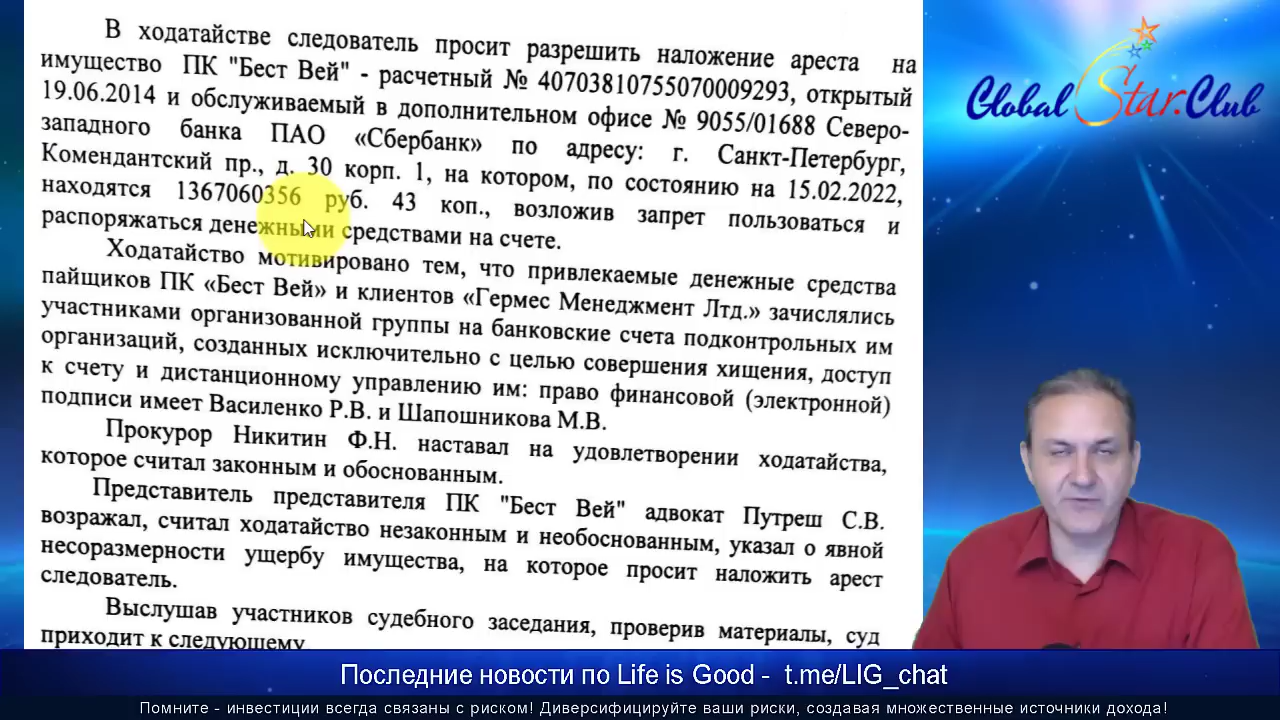 В ходатайстве следователь просит разрешить наложение ареста на
имущество ПК "Бест Вей" - расчетный № 40703810755070009293, открытый
19.06.2014 и обслуживаемый в дополнительном офисе № 9055/01688 Северо-
западного банка ПАО «Сбербанк» по адресу: г. Санкт-Петербург,
Комендантский пр., д. 30 корп. 1, на котором, по состоянию на 15.02.2022,
находятся 1367060356 руб. 43 коп., возложив запрет пользоваться и
распоряжаться денежными средствами на счете.
Ходатайство мотивировано тем, что привлекаемые денежные средства
пайщиков ПК «Бест Вей» и клиентов «Гермес Менеджмент Лтд.» зачислялись
участниками организованной группы на банковские счета подконтрольных им
организаций, созданных исключительно с целью совершения хищения, доступ
к счету и дистанционному управлению им: право финансовой (электронной)
подписи имеет Василенко Р.В. и Шапошникова М.В.
Прокурор Никитин Ф.Н. наставал на удовлетворении ходатайства,
которое считал законным и обоснованным.
Представитель представителя ПК "Бест Вей" адвокат Путреш С.В.
возражал, считал ходатайство незаконным и необоснованным, указал о явной
несоразмерности ущербу имущества, на которое просит наложить арест
следователь.
Выслушав участников судебного заседания, проверив материалы, суд
приходит к следующему.
Global Star.Club
Последние новости по Life is Good - t.me/LIG_chat
Помните - инвестиции всегда связаны с риском! Диверсифицируйте ваши риски, создавая множественные источники дохода!